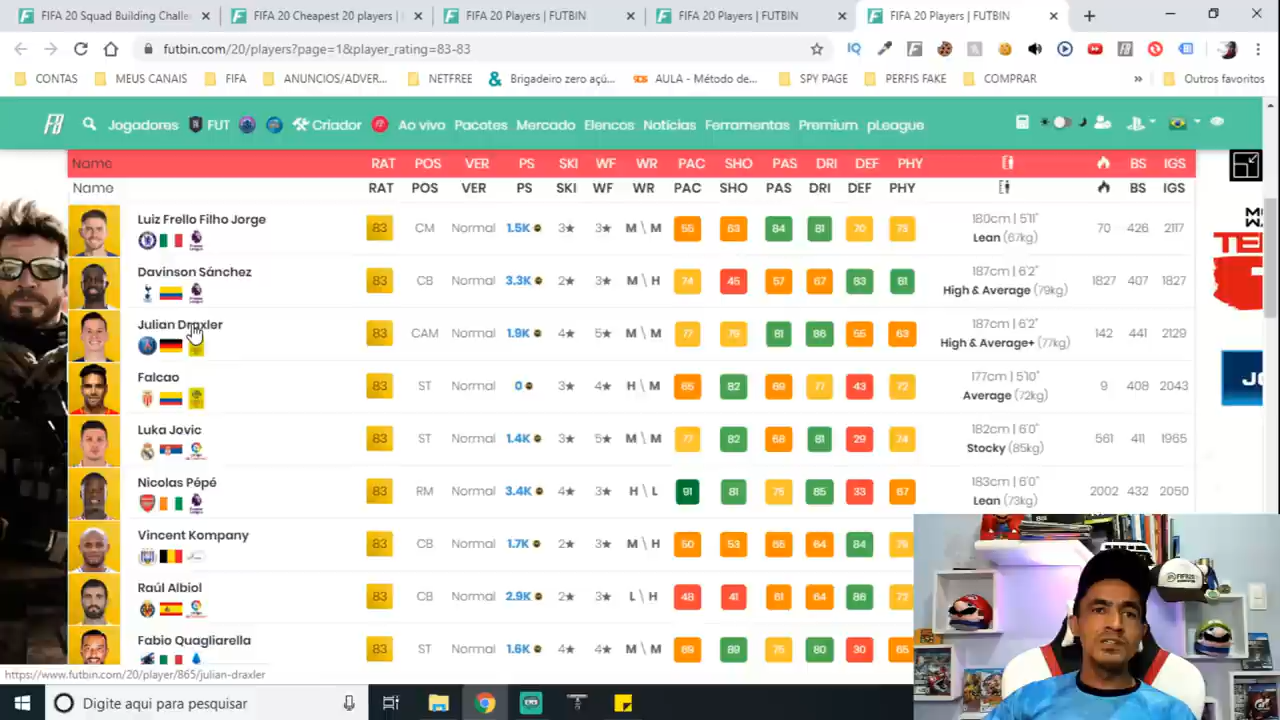 FIFA 20 Squad Building Challe
FIFA 20 Cheapest 20 players |
FIFA 20 Players | FUTBIN
FIFA 20 Players | FUTBIN
FIFA 20 Players | FUTBIN
futbin.com/20/players?page=1&player_rating=83-83
CONTAS MEUS CANAIS FIFA ANUNCIOS/ADVER... NETFREE Brigadeiro zero açú... AULA - Método de... SPY PAGE PERFIS FAKE COMPRAR » Outros favoritos
FB Jogadores FUT Criador Ao vivo Pacotes Mercado Elencos Notícias Ferramentas Premium pLeague
Name RAT POS VER PS SKI WF WR PAC SHO PAS DRI DEF PHY BS IGS
Name RAT POS VER PS SKI WF WR PAC SHO PAS DRI DEF PHY BS IGS
Luiz Frello Filho Jorge 83 CM Normal 1.5K 3★ 3★ M \ M 55 63 84 81 70 73 180cm | 5'11" 70 426 2117
Lean (67kg)
Davinson Sánchez 83 CB Normal 3.3K 2★ 3★ M \ H 74 45 57 67 83 81 187cm | 6'2" 1827 407 1827
High & Average (79kg)
Julian Draxler 83 CAM Normal 1.9K 4★ 5★ M \ M 77 79 81 86 55 63 187cm | 6'2" 142 441 2129
High & Average+ (77kg)
Falcao 83 ST Normal 0 3★ 4★ H \ M 65 82 69 77 43 72 177cm | 5'10" 9 408 2043
Average (72kg)
Luka Jovic 83 ST Normal 1.4K 3★ 5★ M \ M 77 82 68 81 29 74 182cm | 6'0" 561 411 1965
Stocky (85kg)
Nicolas Pépé 83 RM Normal 3.4K 4★ 3★ H \ L 91 81 75 85 33 67 183cm | 6'0" 2002 432 2050
Lean (73kg)
Vincent Kompany 83 CB Normal 1.7K 2★ 3★ M \ H 50 53 65 64 84 79
Raúl Albiol 83 CB Normal 2.9K 2★ 3★ L \ H 48 41 61 64 86 72
Fabio Quagliarella 83 ST Normal 1.6K 4★ 4★ M \ M 69 89 75 80 30 65
https://www.futbin.com/20/player/865/julian-draxler
Digite aqui para pesquisar